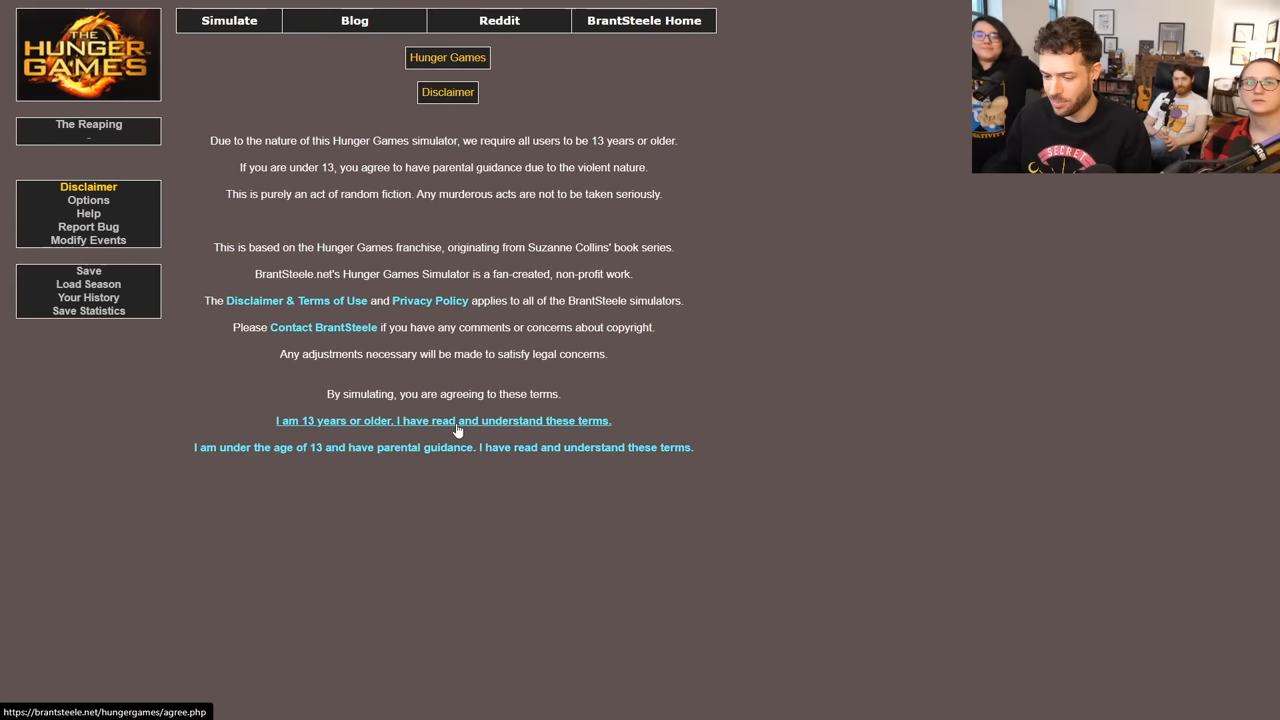 THE
HUNGER
GAMES
Simulate
Blog
Reddit
BrantSteele Home
Hunger Games
Disclaimer
The Reaping
-
Disclaimer
Options
Help
Report Bug
Modify Events
Save
Load Season
Your History
Save Statistics
Due to the nature of this Hunger Games simulator, we require all users to be 13 years or older.
If you are under 13, you agree to have parental guidance due to the violent nature.
This is purely an act of random fiction. Any murderous acts are not to be taken seriously.
This is based on the Hunger Games franchise, originating from Suzanne Collins' book series.
BrantSteele.net's Hunger Games Simulator is a fan-created, non-profit work.
The Disclaimer & Terms of Use and Privacy Policy applies to all of the BrantSteele simulators.
Please Contact BrantSteele if you have any comments or concerns about copyright.
Any adjustments necessary will be made to satisfy legal concerns.
By simulating, you are agreeing to these terms.
I am 13 years or older. I have read and understand these terms.
I am under the age of 13 and have parental guidance. I have read and understand these terms.
SECRET
https://brantsteele.net/hungergames/agree.php